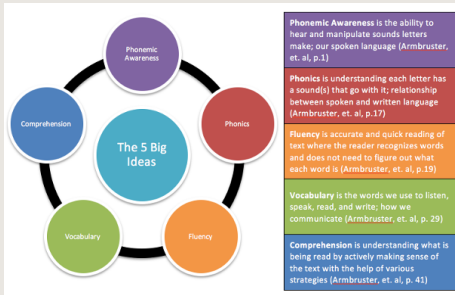 Phonemic
Awareness
Comprehension
The 5 Big
Ideas
Phonics
Vocabulary
Fluency
Phonemic Awareness is the ability to
hear and manipulate sounds letters
make; our spoken language (Armbruster,
et. al, p.1)
Phonics is understanding each letter has
a sound(s) that go with it; relationship
between spoken and written language
(Armbruster, et. al, p.17)
Fluency is accurate and quick reading of
text where the reader recognizes words
and does not need to figure out what
each word is (Armbruster, et. al, p.19)
Vocabulary is the words we use to listen,
speak, read, and write; how we
communicate (Armbruster, et. al, p. 29)
Comprehension is understanding what is
being read by actively making sense of
the text with the help of various
strategies (Armbruster, et. al, p. 41)